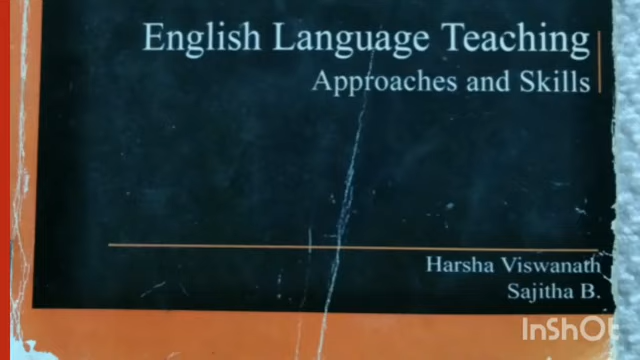 English Language Teaching
Approaches and Skills
Harsha Viswanath
Sajitha B.
InShOt